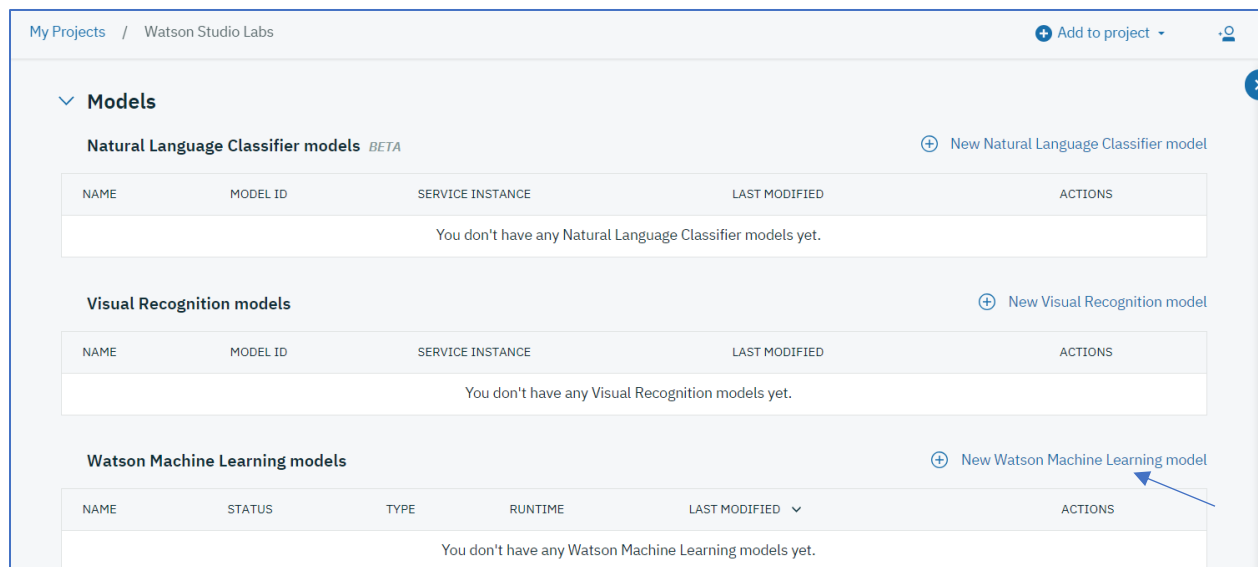 My Projects / Watson Studio Labs Add to project
Models
Natural Language Classifier models BETA New Natural Language Classifier model
NAME MODEL ID SERVICE INSTANCE LAST MODIFIED ACTIONS
You don't have any Natural Language Classifier models yet.
Visual Recognition models New Visual Recognition model
NAME MODEL ID SERVICE INSTANCE LAST MODIFIED ACTIONS
You don't have any Visual Recognition models yet.
Watson Machine Learning models New Watson Machine Learning model
NAME STATUS TYPE RUNTIME LAST MODIFIED ACTIONS
You don't have any Watson Machine Learning models yet.